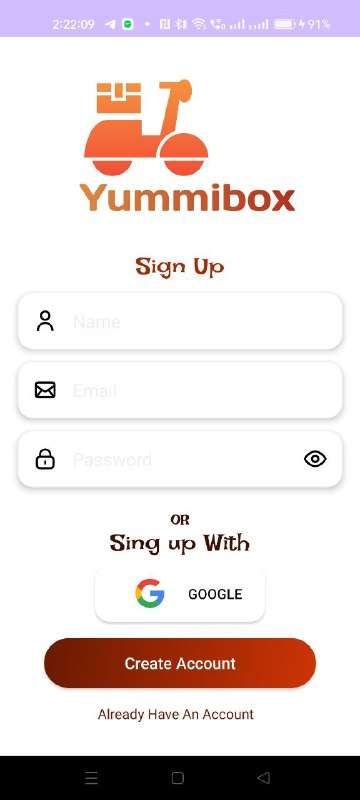 2:22:09
91%
Yummibox
Sign Up
Name
Email
Password
OR
Sing up With
GOOGLE
Create Account
Already Have An Account